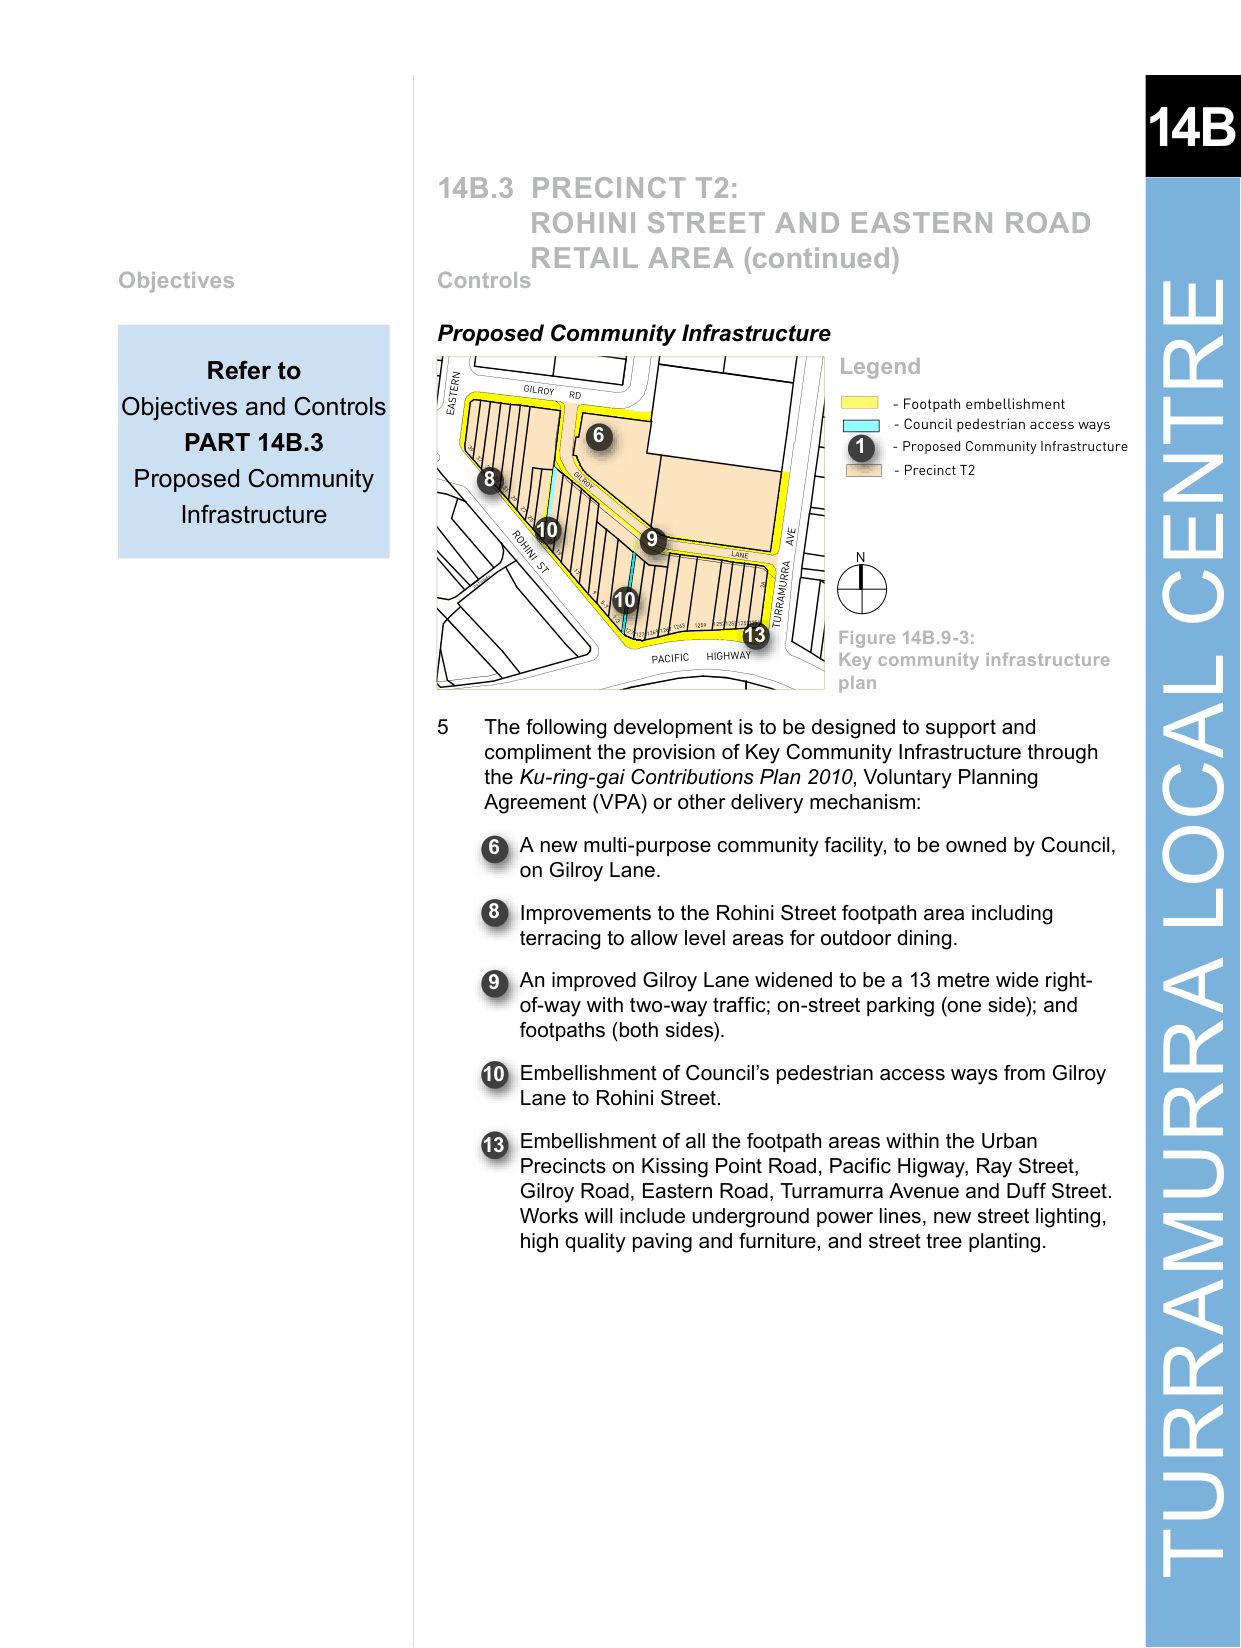 14B
14B.3 PRECINCT T2:
ROHINI STREET AND EASTERN ROAD
RETAIL AREA (continued)
Objectives
Controls
Refer to
Objectives and Controls
PART 14B.3
Proposed Community
Infrastructure
Proposed Community Infrastructure
EASTERN
GILROY RD
6
8
GILROY
10
9
LANE
ROHINI ST
TURRAMURRA AVE
10
1265
1259
13
PACIFIC HIGHWAY
Legend
- Footpath embellishment
- Council pedestrian access ways
1 - Proposed Community Infrastructure
- Precinct T2
N
Figure 14B.9-3:
Key community infrastructure
plan
5 The following development is to be designed to support and
compliment the provision of Key Community Infrastructure through
the Ku-ring-gai Contributions Plan 2010, Voluntary Planning
Agreement (VPA) or other delivery mechanism:
6 A new multi-purpose community facility, to be owned by Council,
on Gilroy Lane.
8 Improvements to the Rohini Street footpath area including
terracing to allow level areas for outdoor dining.
9 An improved Gilroy Lane widened to be a 13 metre wide right-
of-way with two-way traffic; on-street parking (one side); and
footpaths (both sides).
10 Embellishment of Council’s pedestrian access ways from Gilroy
Lane to Rohini Street.
13 Embellishment of all the footpath areas within the Urban
Precincts on Kissing Point Road, Pacific Higway, Ray Street,
Gilroy Road, Eastern Road, Turramurra Avenue and Duff Street.
Works will include underground power lines, new street lighting,
high quality paving and furniture, and street tree planting.
TURRAMURRA LOCAL CENTRE